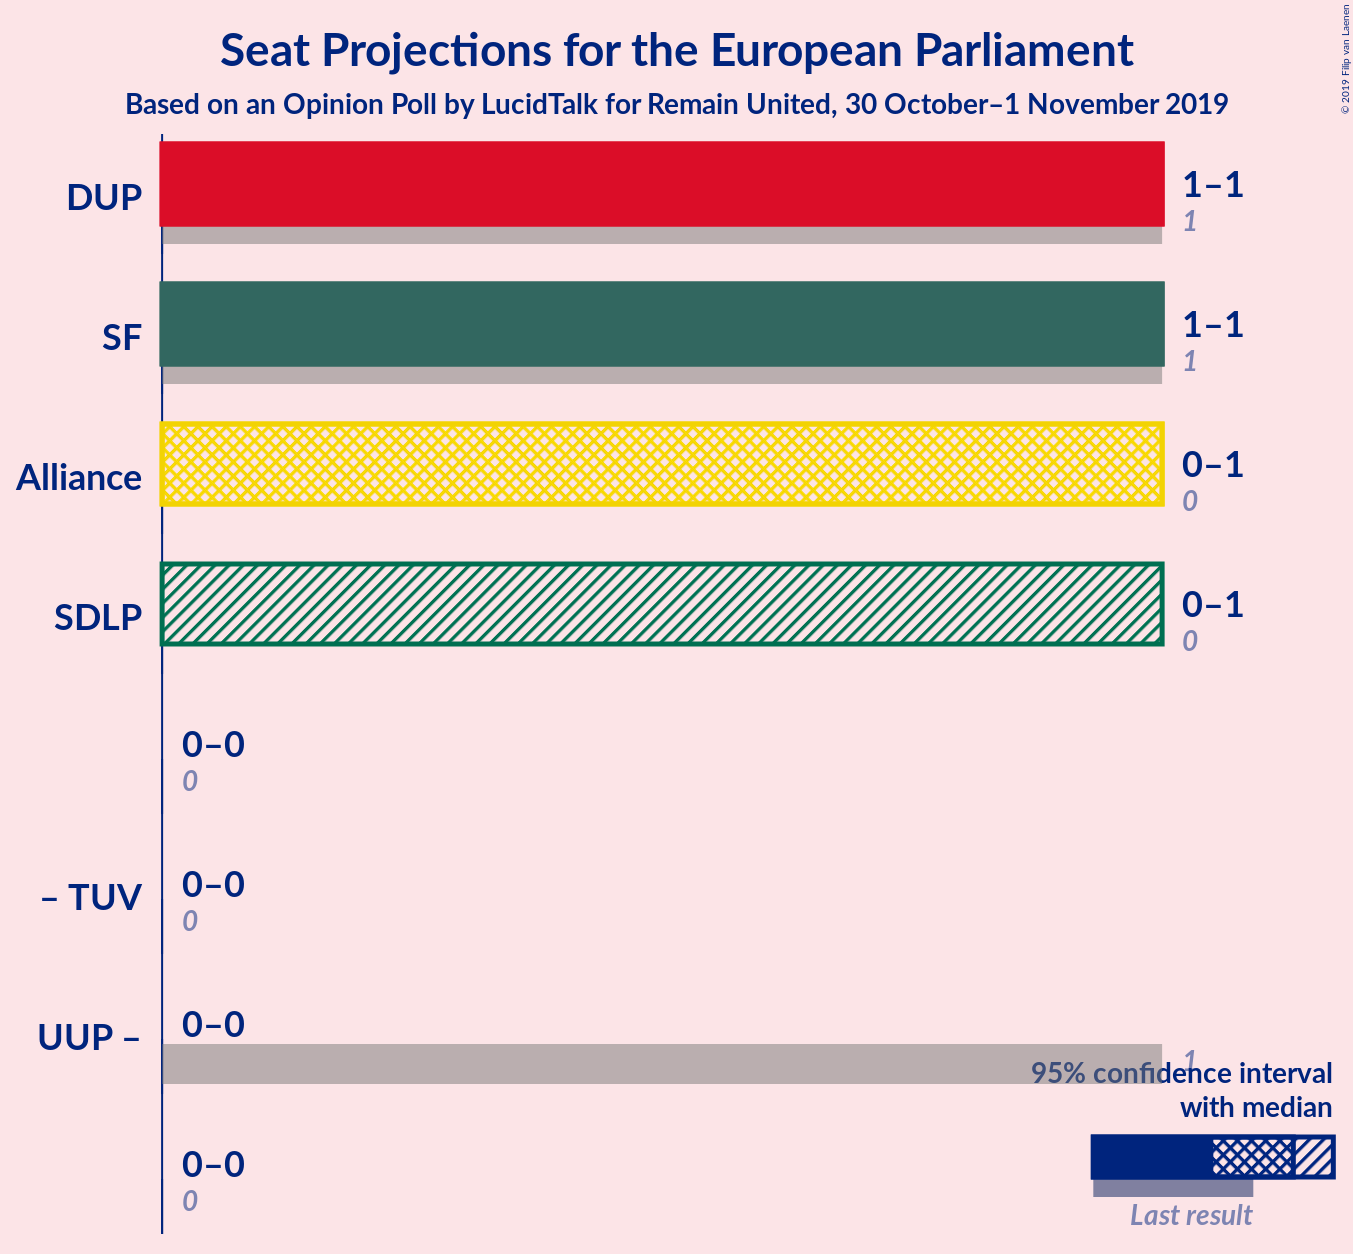 Seat Projections for the European Parliament
Based on an Opinion Poll by LucidTalk for Remain United, 30 October–1 November 2019
© 2019 Filip van Laenen
DUP
1–1
1
SF
1–1
1
Alliance
0–1
0
SDLP
0–1
0
0–0
0
– TUV
0–0
0
UUP –
0–0
1
95% confidence interval
with median
0–0
0
Last result